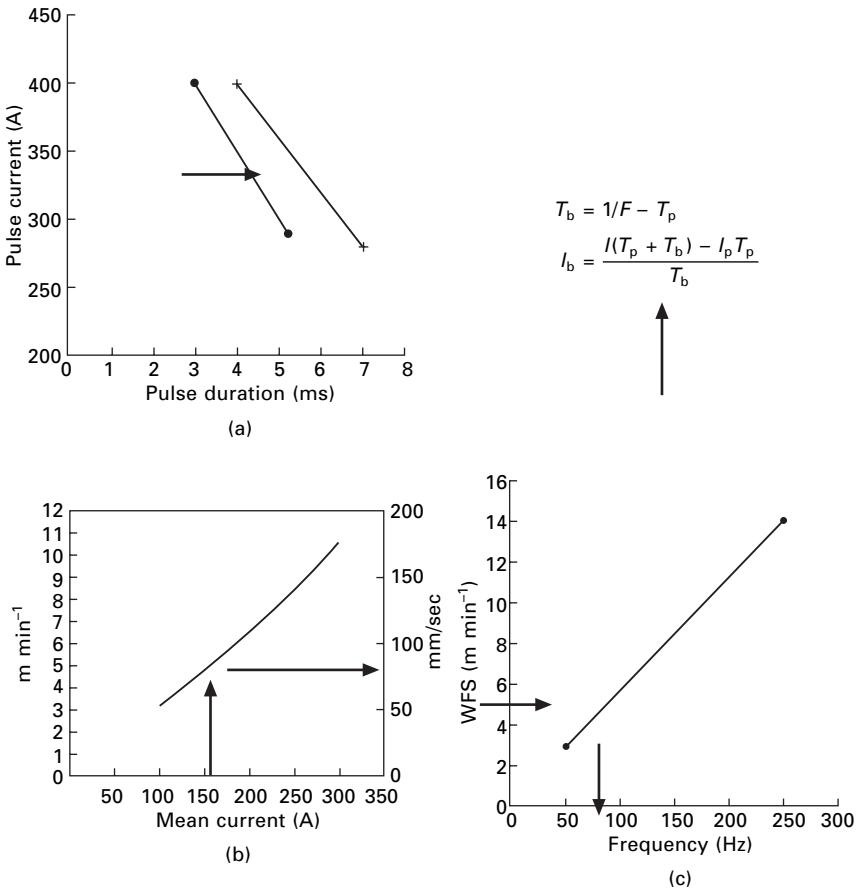 450
400
350
300
250
200
Pulse current (A)
0 1 2 3 4 5 6 7 8
Pulse duration (ms)
(a)
T_b = 1/F – T_p
I_b = I(T_p + T_b) – I_pT_p
T_b
12
11
10
9
8
7
6
5
4
3
2
1
0
m min⁻¹
200
150
100
50
0
mm/sec
50 100 150 200 250 300 350
Mean current (A)
(b)
16
14
12
10
8
6
4
2
0
WFS (m min⁻¹)
0 50 100 150 200 250 300
Frequency (Hz)
(c)